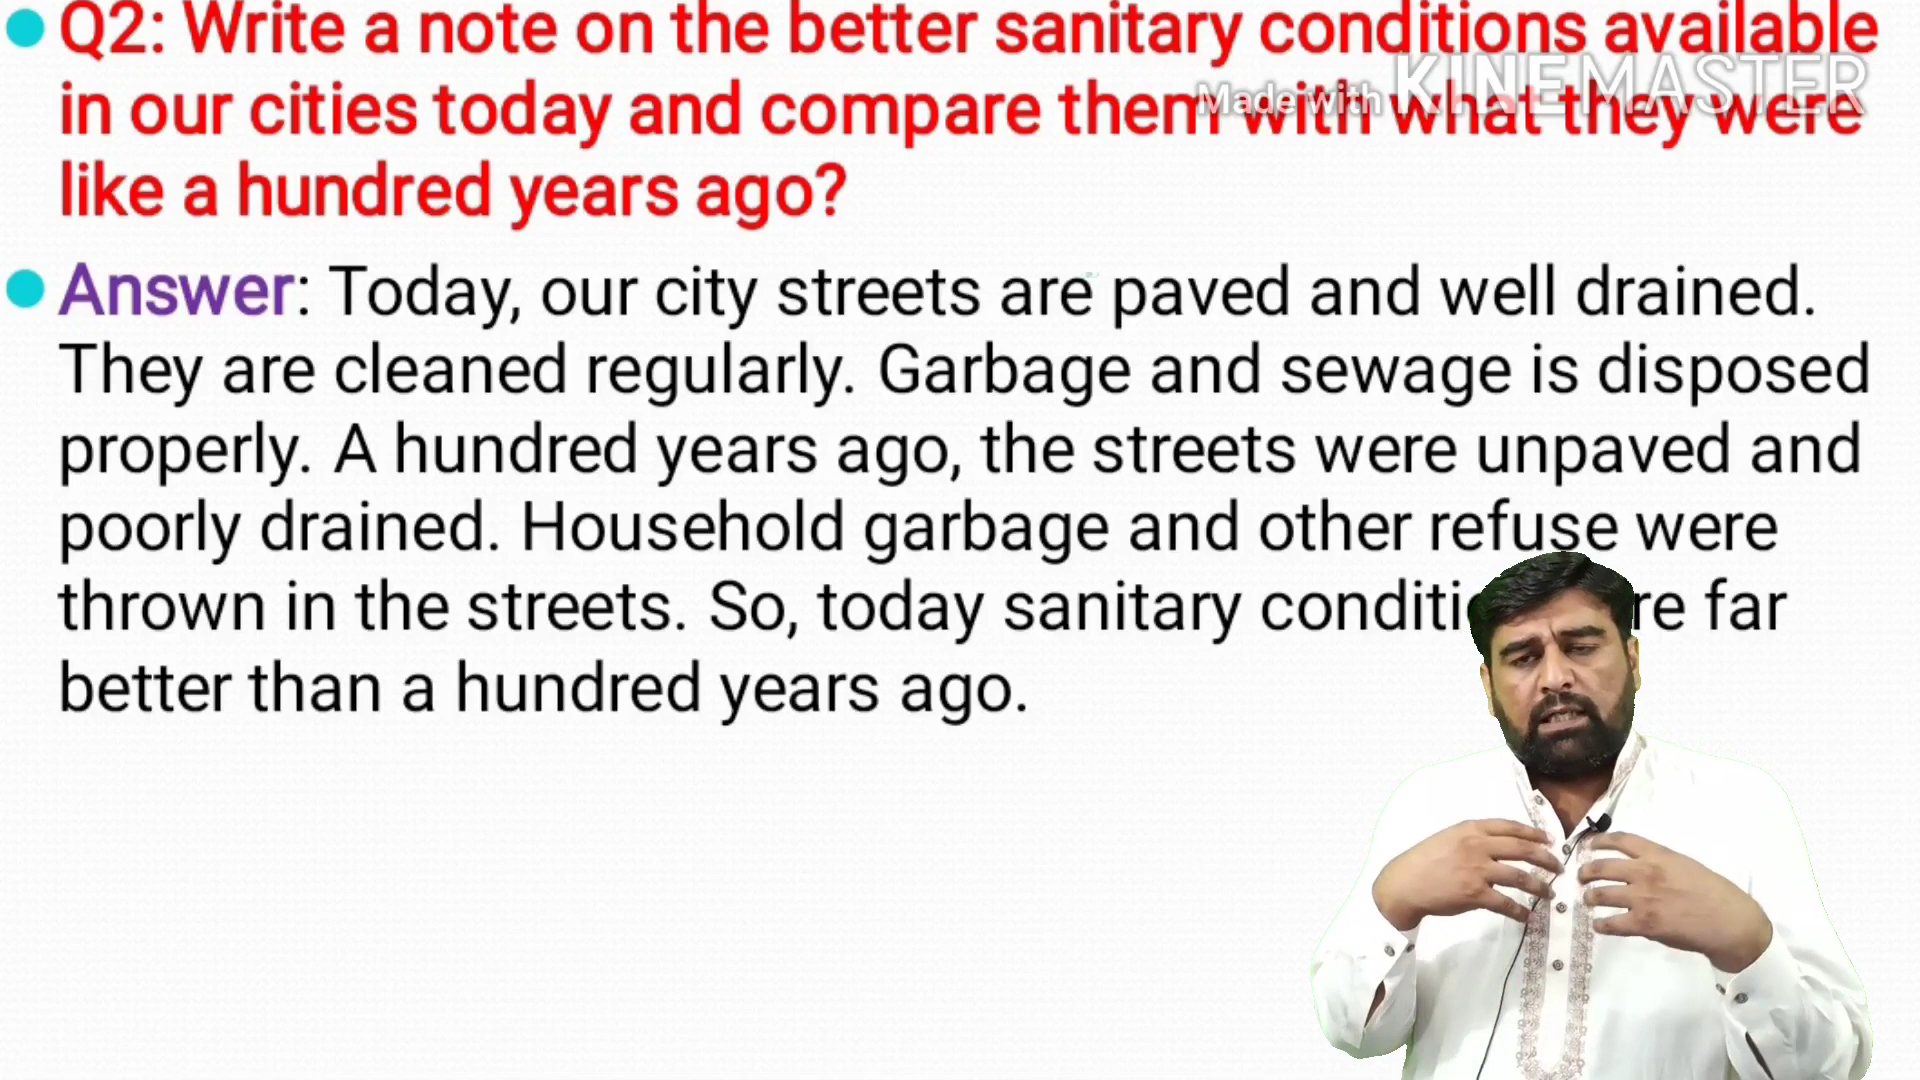 Q2: Write a note on the better sanitary conditions available
Made with KINEMASTER
in our cities today and compare them with what they were
like a hundred years ago?
Answer: Today, our city streets are paved and well drained.
They are cleaned regularly. Garbage and sewage is disposed
properly. A hundred years ago, the streets were unpaved and
poorly drained. Household garbage and other refuse were
thrown in the streets. So, today sanitary far
better than a hundred years ago.